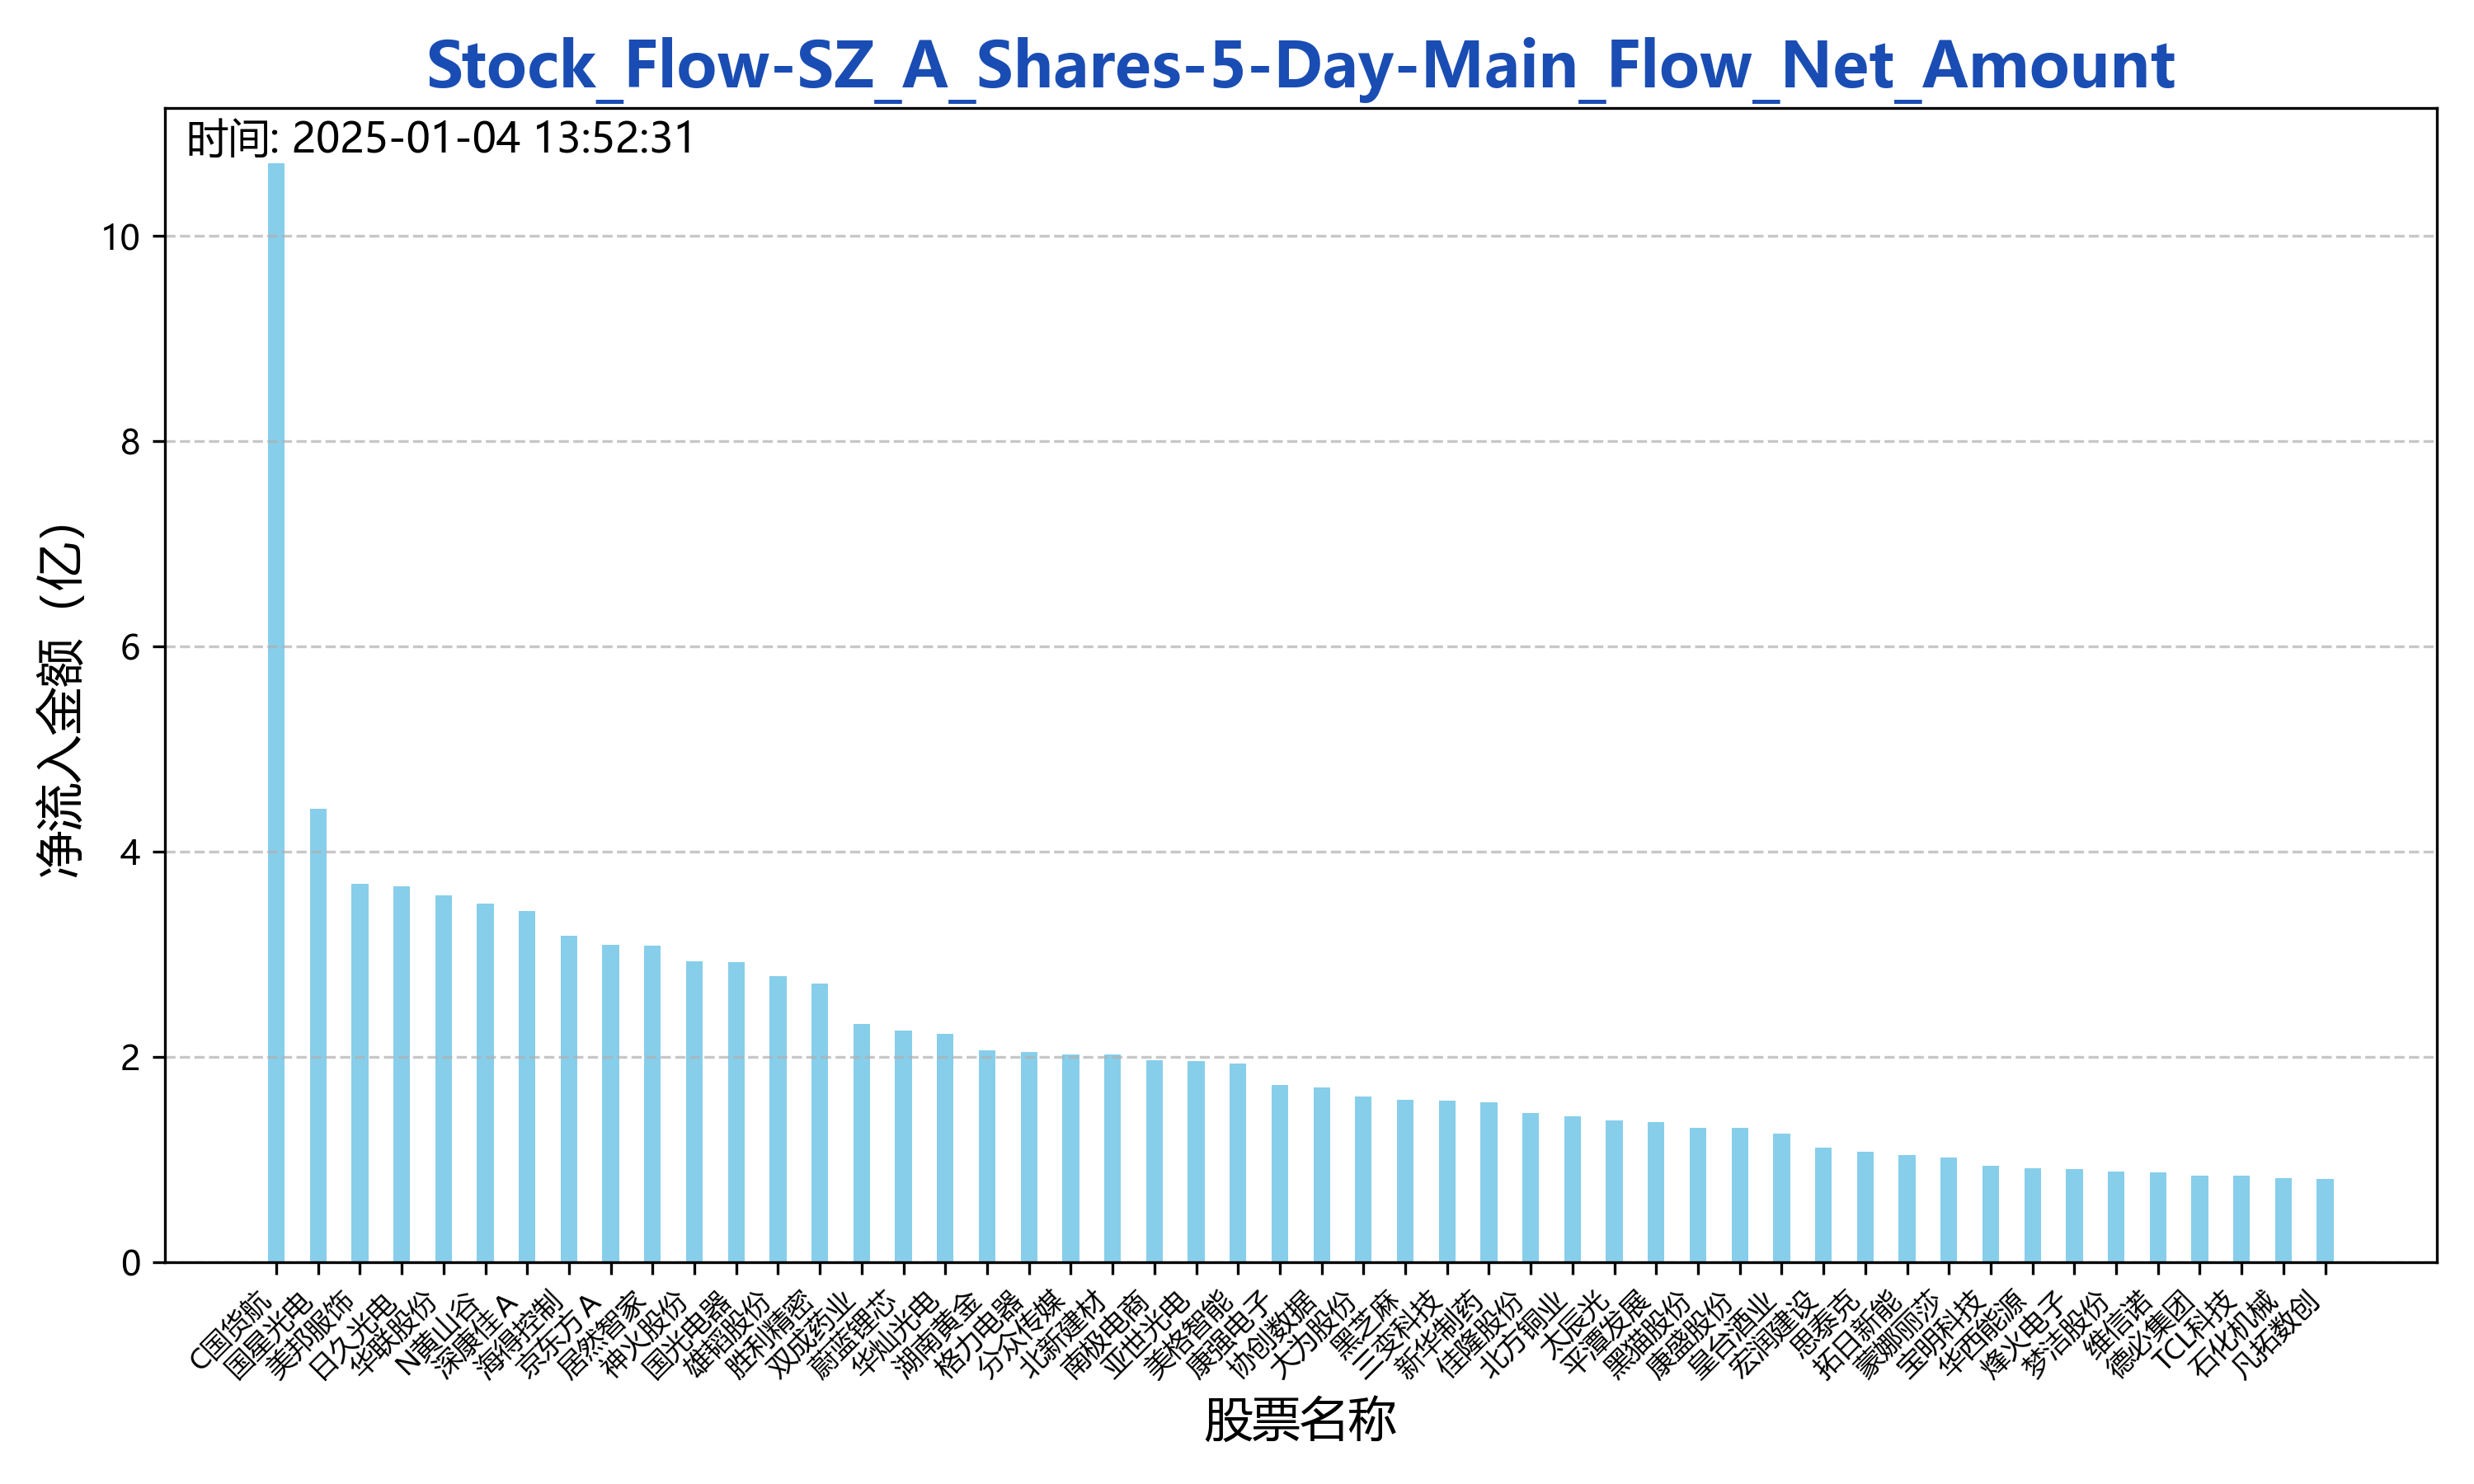 Stock_Flow-SZ_A_Shares-5-Day-Main_Flow_Net_Amount
时间: 2025-01-04 13:52:31
净流入金额 (亿)
10
8
6
4
2
0
C国货航
国星光电
美邦服饰
日久光电
华联股份
N黄山谷
深康佳A
海得控制
京东方A
居然智家
神火股份
国光电器
雄韬股份
胜利精密
双成药业
蔚蓝锂芯
华灿光电
湖南黄金
格力电器
分众传媒
北新建材
南极电商
亚世光电
美格智能
康强电子
协创数据
大为股份
黑芝麻
三变科技
新华制药
佳隆股份
北方铜业
太辰光
平潭发展
黑猫股份
康盛股份
皇台酒业
宏润建设
思泰克
拓日新能
蒙娜丽莎
宝明科技
华西能源
烽火电子
梦洁股份
维信诺
德必集团
TCL科技
石化机械
凡拓数创
股票名称